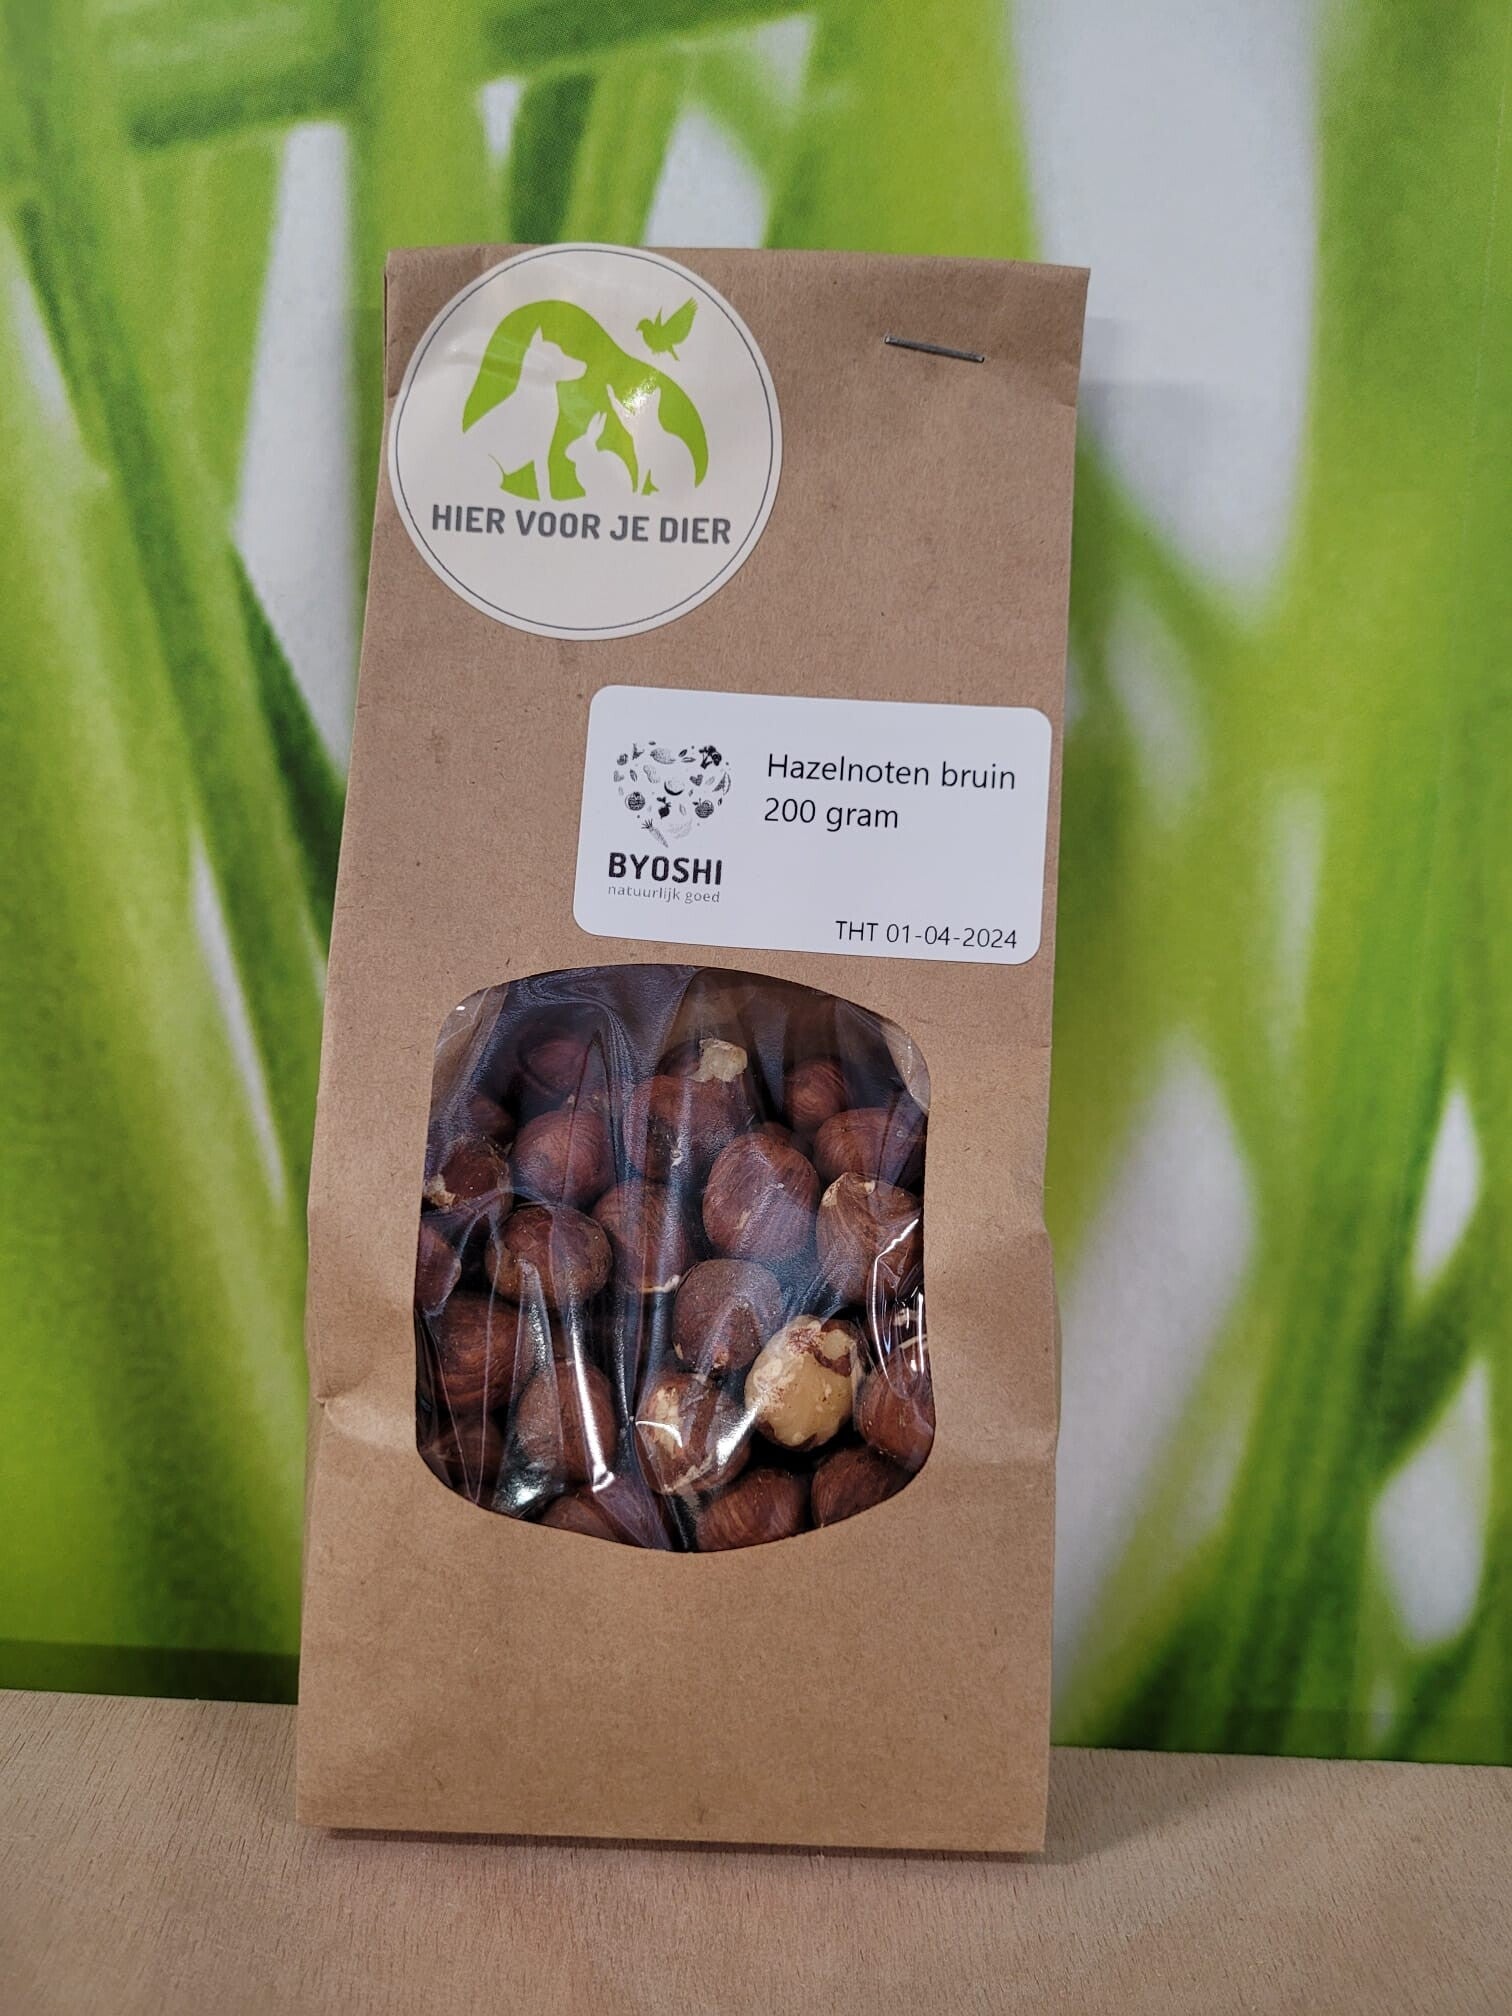 HIER VOOR JE DIER
Hazelnoten bruin
200 gram
BYOSHI
natuurlijk goed
THT 01-04-2024